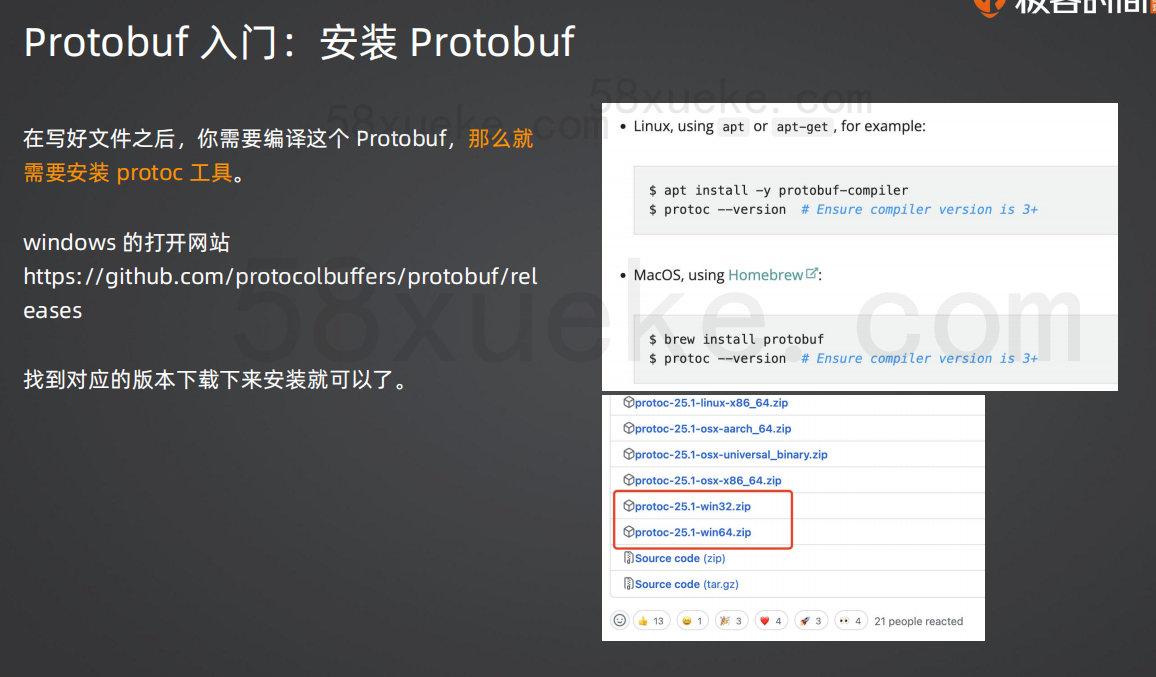 极客时间
Protobuf 入门：安装 Protobuf
58xueke.com
58xueke.com
在写好文件之后，你需要编译这个 Protobuf，那么就
需要安装 protoc 工具。
windows 的打开网站
https://github.com/protocolbuffers/protobuf/rel
eases
找到对应的版本下载下来安装就可以了。
58xueke.com
• Linux, using apt or apt-get , for example:
$ apt install -y protobuf-compiler
$ protoc --version # Ensure compiler version is 3+
• MacOS, using Homebrew:
$ brew install protobuf
$ protoc --version # Ensure compiler version is 3+
protoc-25.1-linux-x86_64.zip
protoc-25.1-osx-aarch_64.zip
protoc-25.1-osx-universal_binary.zip
protoc-25.1-osx-x86_64.zip
protoc-25.1-win32.zip
protoc-25.1-win64.zip
Source code (zip)
Source code (tar.gz)
👍 13 😄 1 🎉 3 ❤️ 4 🚀 3 👀 4 21 people reacted